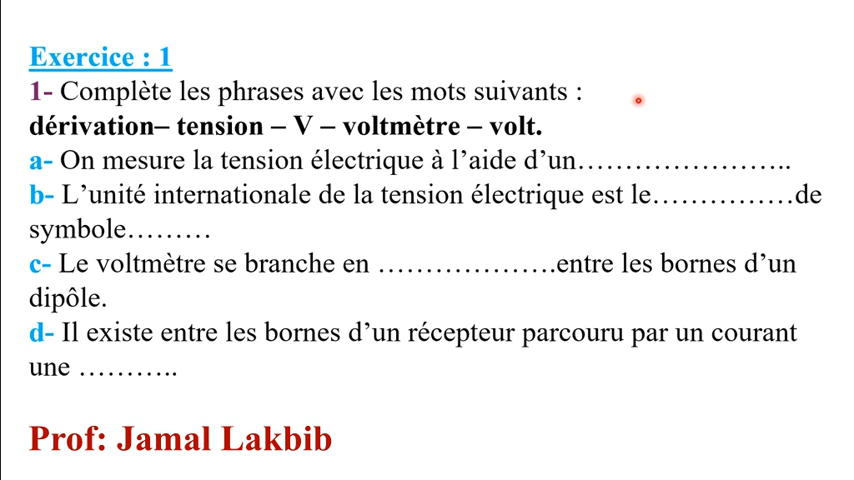 Exercice : 1
1- Complète les phrases avec les mots suivants :
dérivation– tension – V – voltmètre – volt.
a- On mesure la tension électrique à l’aide d’un…………………..
b- L’unité internationale de la tension électrique est le……………de
symbole………
c- Le voltmètre se branche en ……………….entre les bornes d’un
dipôle.
d- Il existe entre les bornes d’un récepteur parcouru par un courant
une ………..
Prof: Jamal Lakbib